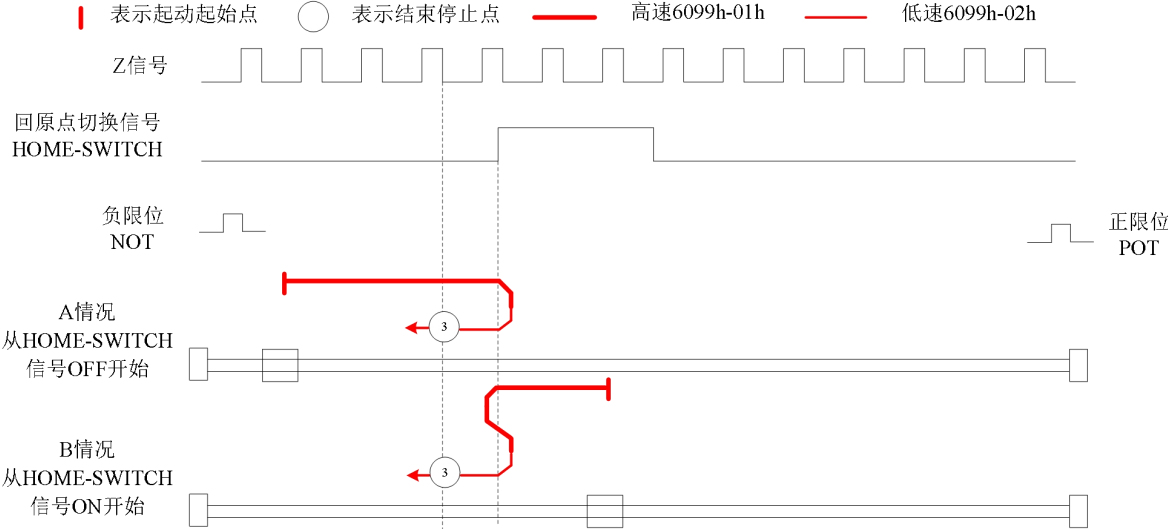 表示起动起始点 表示结束停止点 高速6099h-01h 低速6099h-02h
Z信号
回原点切换信号
HOME-SWITCH
负限位
NOT
正限位
POT
A情况
从HOME-SWITCH
信号OFF开始
3
B情况
从HOME-SWITCH
信号ON开始
3